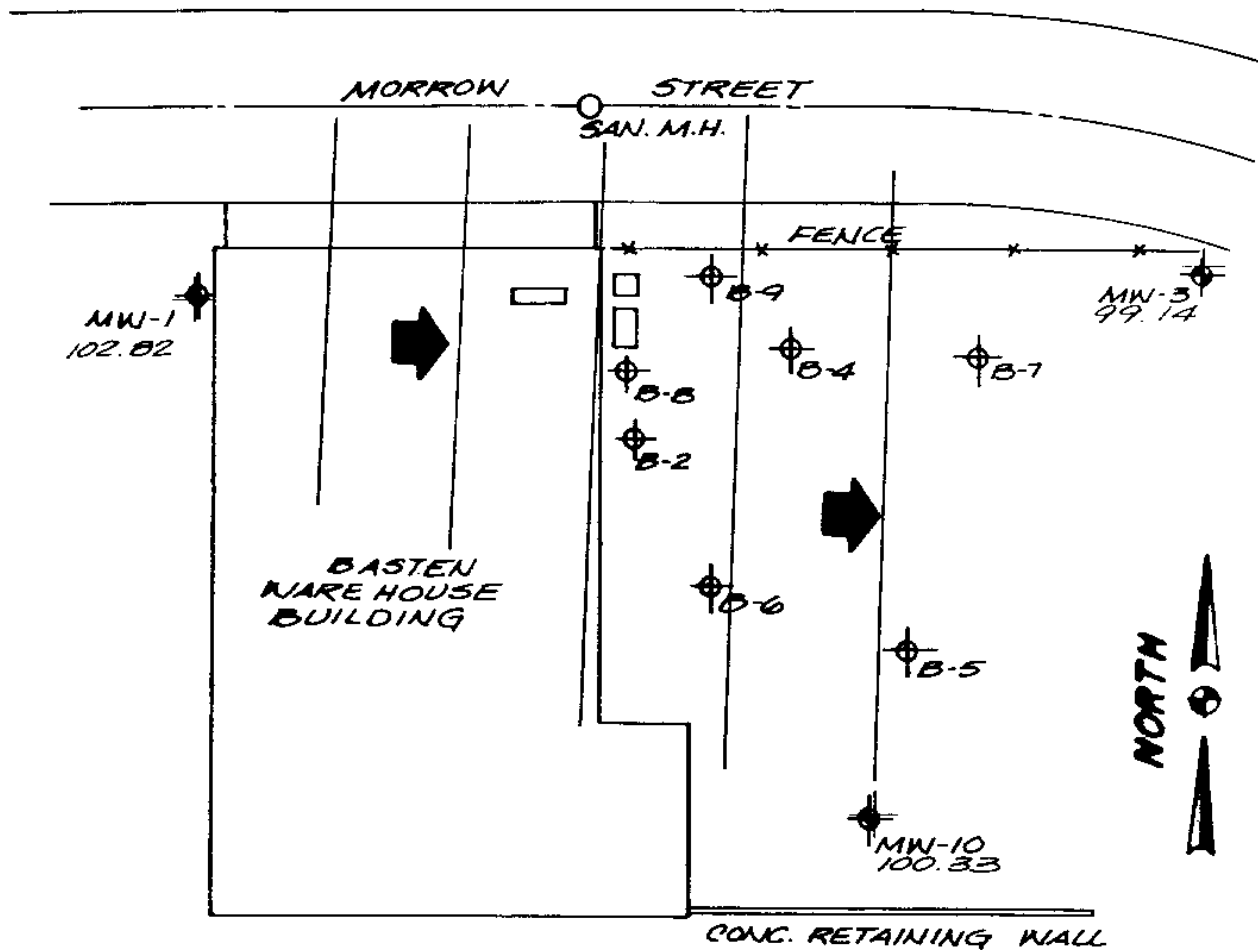 MORROW STREET
SAN. M.H.
FENCE
B-9
MW-3
99.14
MW-1
102.82
B-4
B-7
B-8
B-2
BASTEN
WARE HOUSE
BUILDING
B-6
B-5
NORTH
MW-10
100.33
CONC. RETAINING WALL